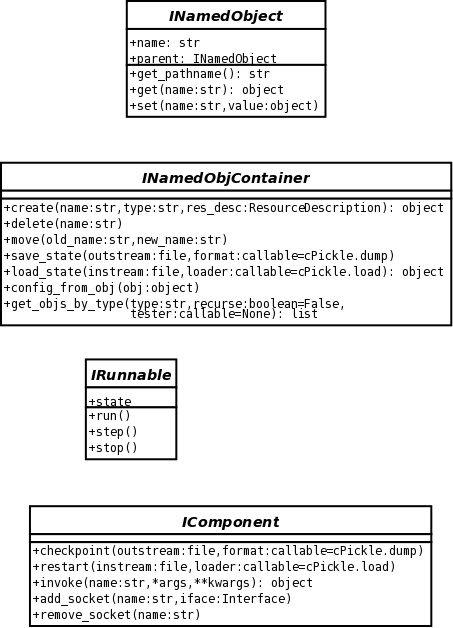 INamedObject
+name: str
+parent: INamedObject
+get_pathname(): str
+get(name:str): object
+set(name:str,value:object)
INamedObjContainer
+create(name:str,type:str,res_desc:ResourceDescription): object
+delete(name:str)
+move(old_name:str,new_name:str)
+save_state(outstream:file,format:callable=cPickle.dump)
+load_state(instream:file,loader:callable=cPickle.load): object
+config_from_obj(obj:object)
+get_objs_by_type(type:str,recurse:boolean=False,
tester:callable=None): list
IRunnable
+state
+run()
+step()
+stop()
IComponent
+checkpoint(outstream:file,format:callable=cPickle.dump)
+restart(instream:file,loader:callable=cPickle.load)
+invoke(name:str,*args,**kwargs): object
+add_socket(name:str,iface:Interface)
+remove_socket(name:str)